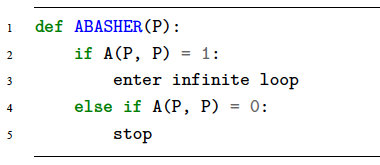 1 def ABASHER(P):
2 if A(P, P) = 1:
3 enter infinite loop
4 else if A(P, P) = 0:
5 stop